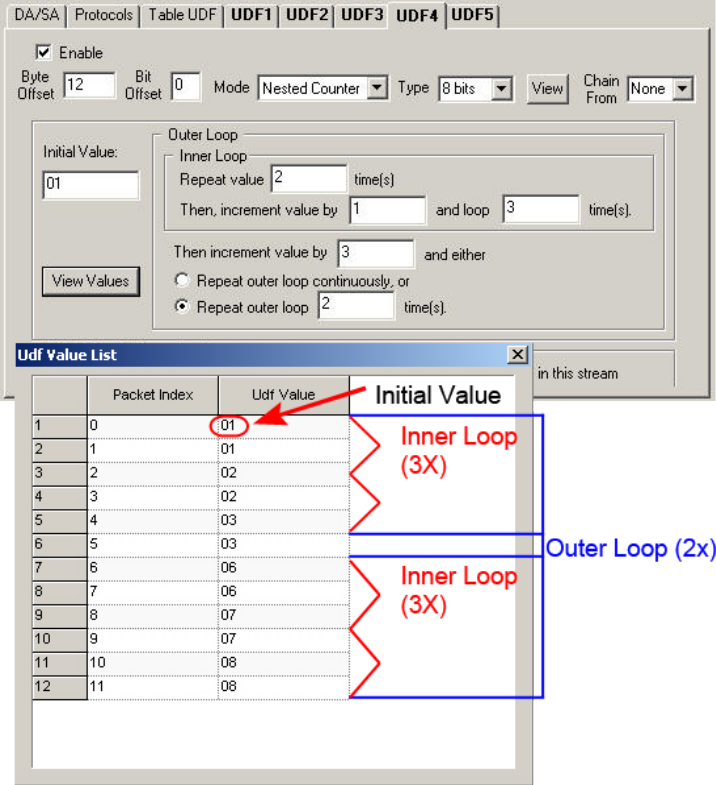 DA/SA Protocols Table UDF UDF1 UDF2 UDF3 UDF4 UDF5
Enable
Byte Offset 12 Bit Offset 0 Mode Nested Counter Type 8 bits View Chain From None
Outer Loop
Initial Value:
Inner Loop
01
Repeat value 2 time(s)
Then, increment value by 1 and loop 3 time(s).
Then increment value by 3 and either
View Values
Repeat outer loop continuously, or
Repeat outer loop 2 time(s).
Udf Value List
in this stream
Packet Index Udf Value
Initial Value
1 0 01
2 1 01
3 2 02
4 3 02
5 4 03
6 5 03
7 6 06
8 7 06
9 8 07
10 9 07
11 10 08
12 11 08
Inner Loop
(3X)
Outer Loop (2x)
Inner Loop
(3X)